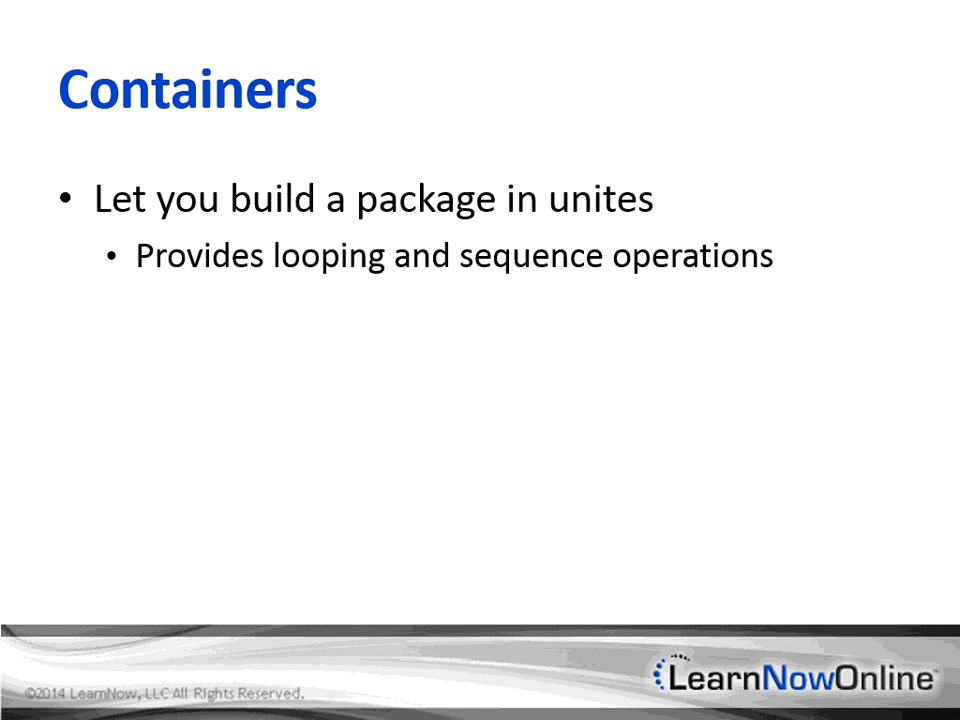 Containers
• Let you build a package in unites
• Provides looping and sequence operations
©2014 LearnNow, LLC All Rights Reserved.
LearnNowOnline